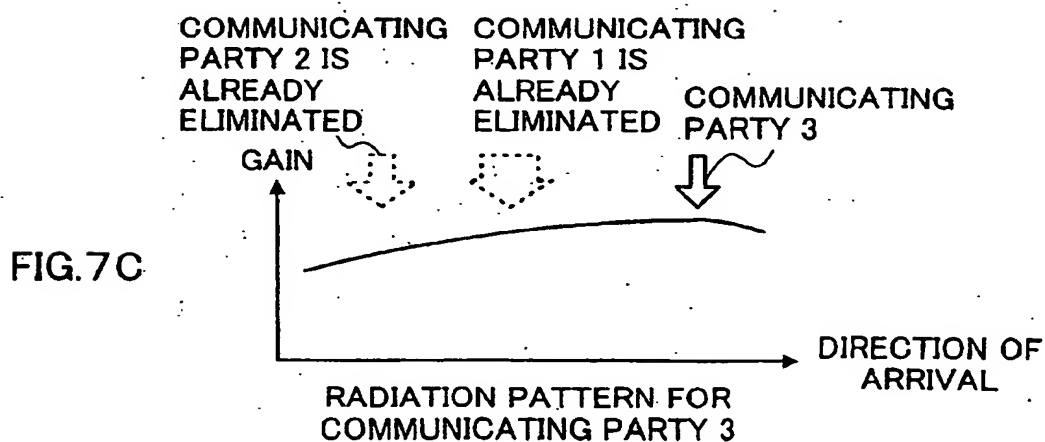 COMMUNICATING
PARTY 2 IS
ALREADY
ELIMINATED
COMMUNICATING
PARTY 1 IS
ALREADY
ELIMINATED
COMMUNICATING
PARTY 3
GAIN
FIG.7C
DIRECTION OF
ARRIVAL
RADIATION PATTERN FOR
COMMUNICATING PARTY 3